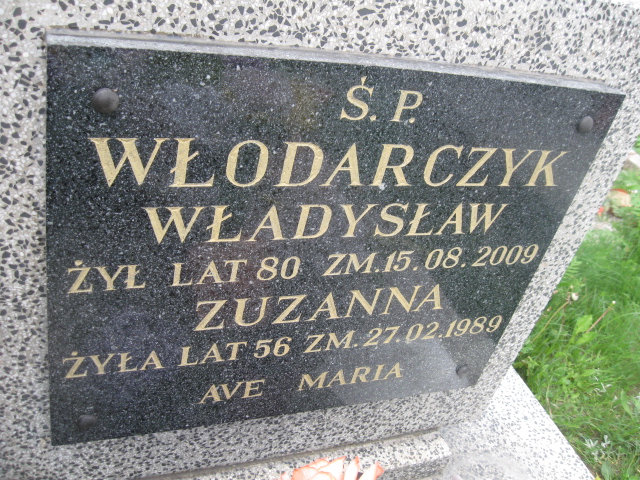 Ś. P.
WŁODARCZYK
WŁADYSŁAW
ŻYŁ LAT 80 ZM.15.08.2009
ZUZANNA
ŻYŁA LAT 56 ZM.27.02.1989
AVE MARIA